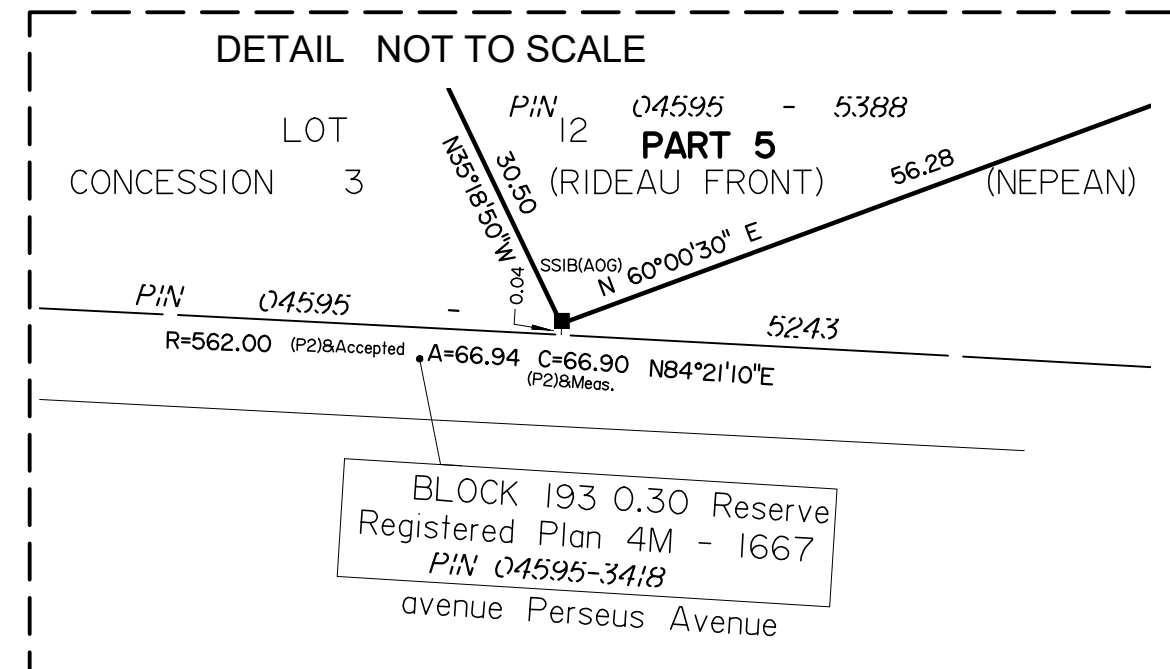 DETAIL NOT TO SCALE
PIN 04595 - 5388
LOT 12
PART 5
CONCESSION 3 (RIDEAU FRONT) (NEPEAN)
N35°18'50"W
30.50
56.28
N 60°00'30" E
SSIB(AOG)
0.04
PIN 04595 - 5243
R=562.00 (P2)&Accepted A=66.94 C=66.90 N84°21'10"E
(P2)&Meas.
BLOCK 193 0.30 Reserve
Registered Plan 4M - 1667
PIN 04595-3418
avenue Perseus Avenue